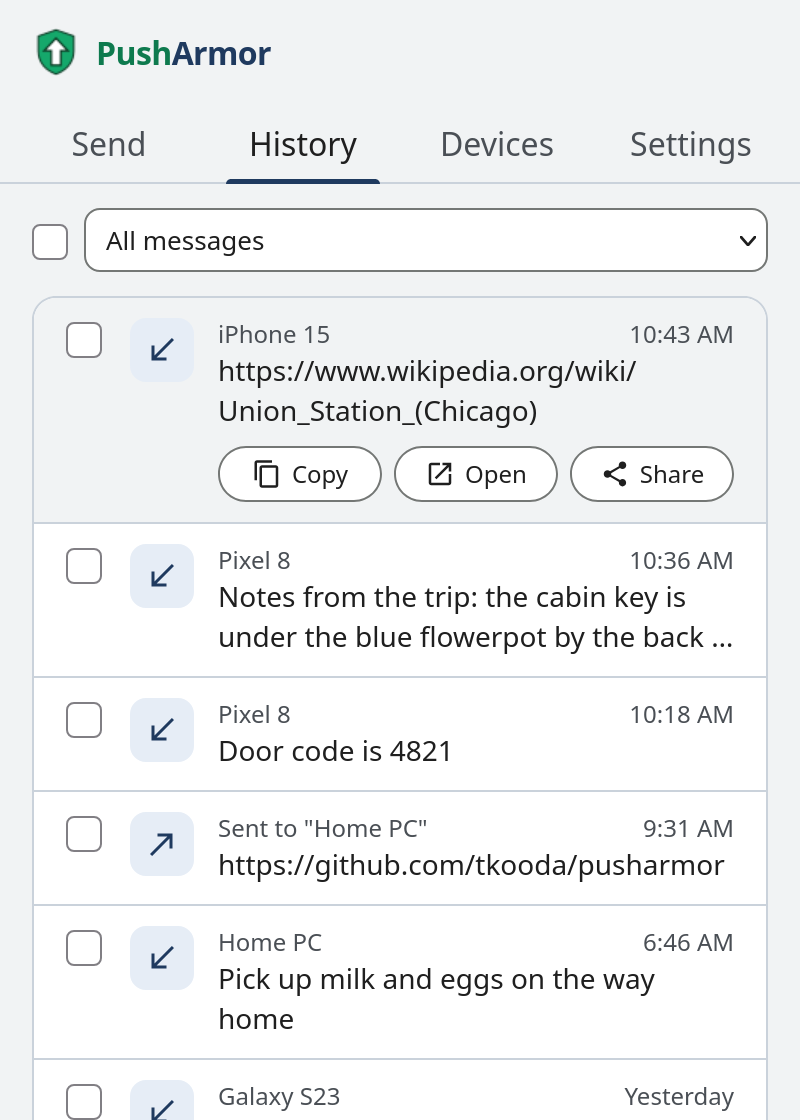 PushArmor
Send History Devices Settings
All messages
iPhone 15 10:43 AM
https://www.wikipedia.org/wiki/
Union_Station_(Chicago)
Copy Open Share
Pixel 8 10:36 AM
Notes from the trip: the cabin key is
under the blue flowerpot by the back ...
Pixel 8 10:18 AM
Door code is 4821
Sent to "Home PC" 9:31 AM
https://github.com/tkooda/pusharmor
Home PC 6:46 AM
Pick up milk and eggs on the way
home
Galaxy S23 Yesterday